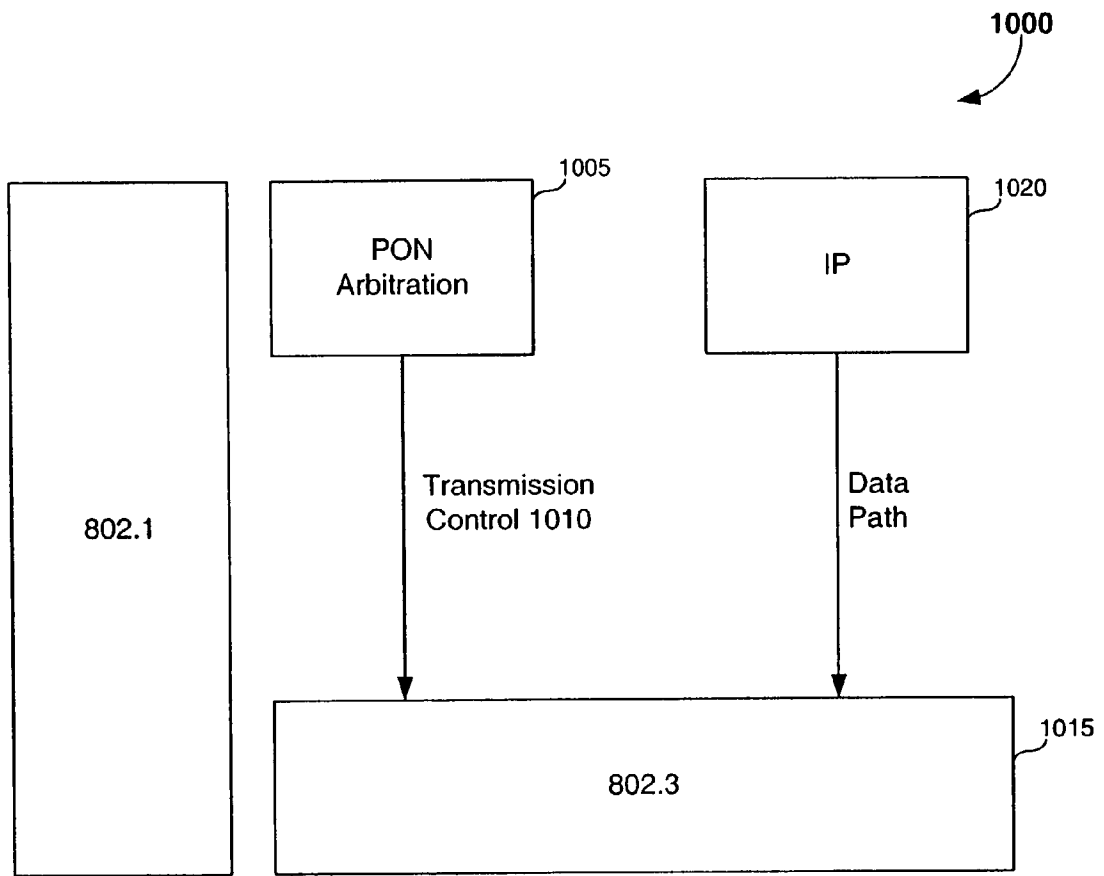 1000
1005
1020
PON
Arbitration
IP
Transmission
Control 1010
Data
Path
802.1
1015
802.3